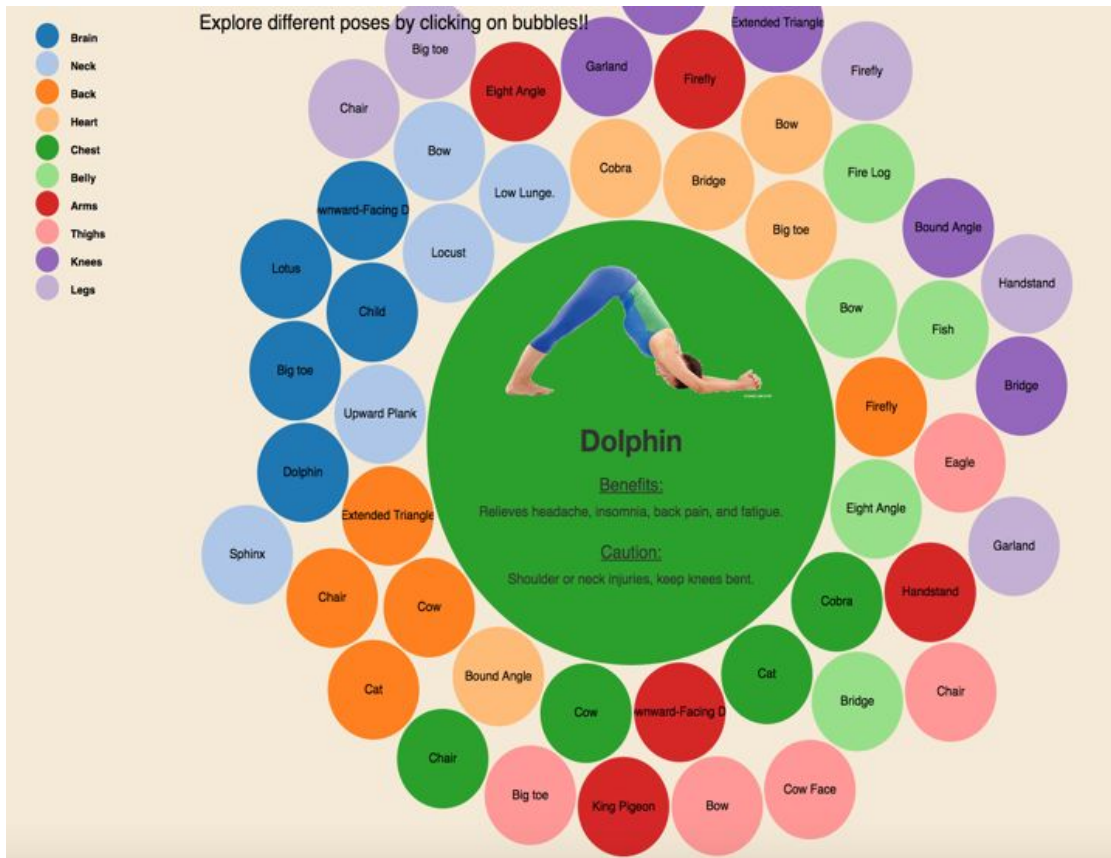 Explore different poses by clicking on bubbles!!
Brain
Neck
Back
Heart
Chest
Belly
Arms
Thighs
Knees
Legs
Extended Triangle
Big toe
Garland
Firefly
Firefly
Eight Angle
Chair
Bow
Bow
Cobra
Bridge
Fire Log
Low Lunge.
wnward-Facing D
Big toe
Bound Angle
Locust
Lotus
Handstand
Child
Bow
Fish
Big toe
Bridge
Upward Plank
Firefly
Dolphin
Eagle
Dolphin
Benefits:
Relieves headache, insomnia, back pain, and fatigue.
Extended Triangle
Eight Angle
Sphinx
Garland
Caution:
Shoulder or neck injuries, keep knees bent.
Chair
Cow
Cobra
Handstand
Cat
Bound Angle
Cat
Chair
Bridge
Cow
wnward-Facing D
Chair
Big toe
King Pigeon
Bow
Cow Face